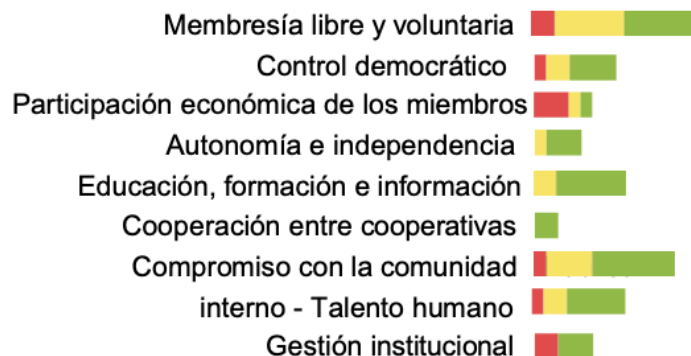 Membresía libre y voluntaria
Control democrático
Participación económica de los miembros
Autonomía e independencia
Educación, formación e información
Cooperación entre cooperativas
Compromiso con la comunidad
interno - Talento humano
Gestión institucional